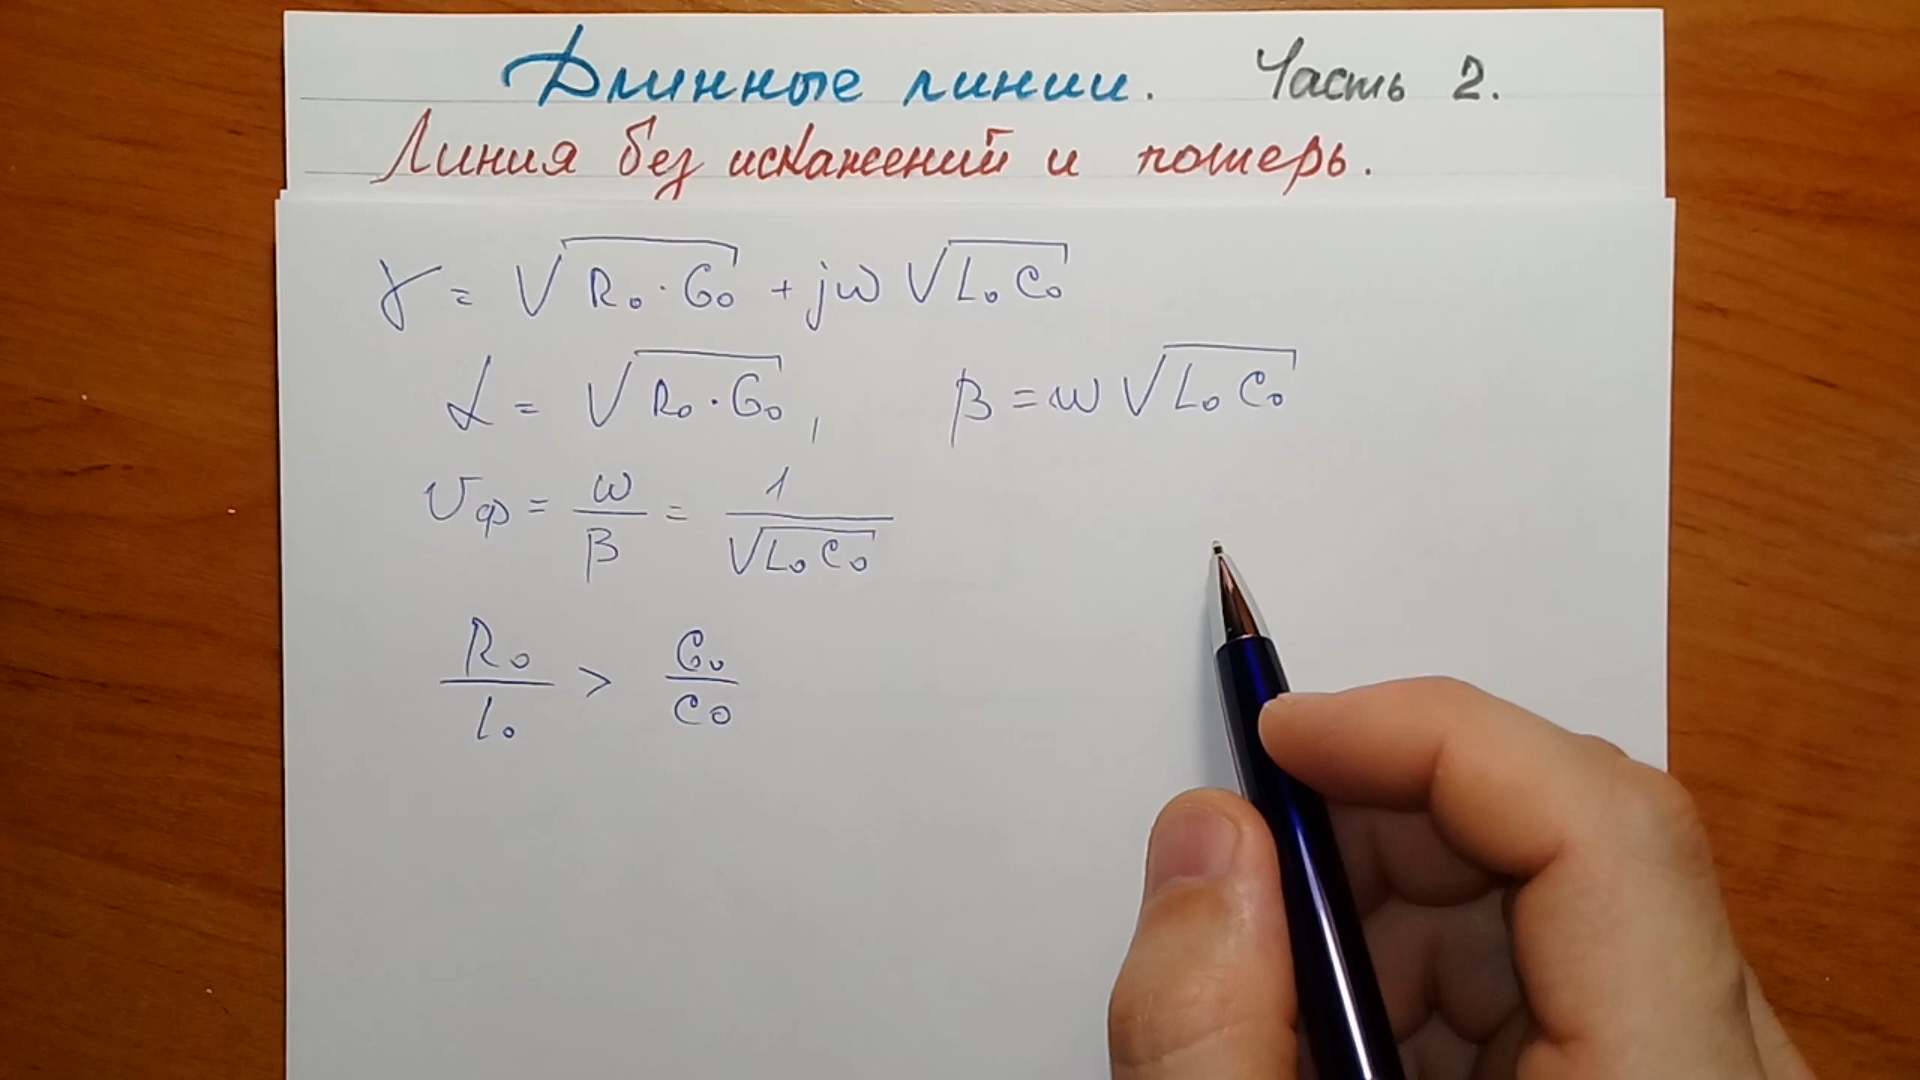 Длинные линии. Часть 2.
Линия без искажений и потерь.
γ = √(R₀·G₀) + jω √(L₀C₀)
α = √(R₀·G₀), β = ω √(L₀C₀)
υф = ω/β = 1/√(L₀C₀)
R₀/L₀ > G₀/C₀